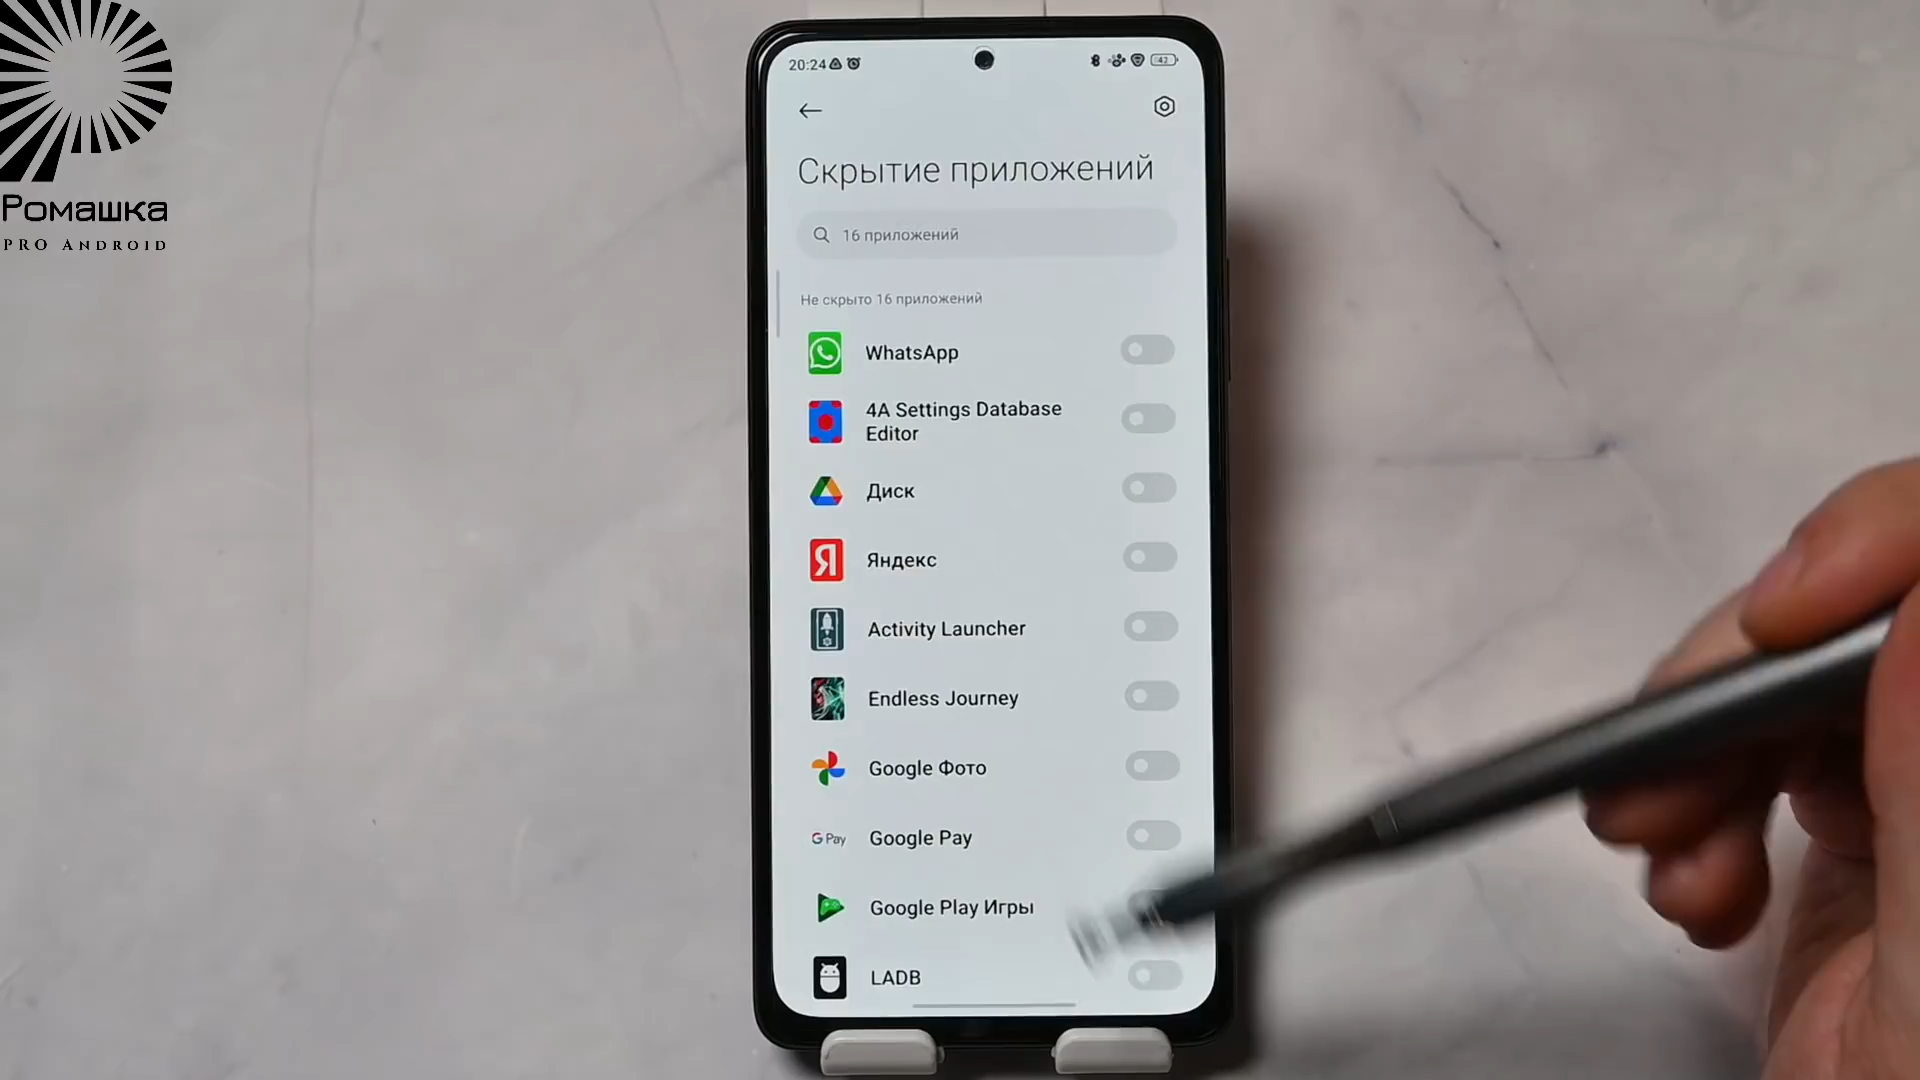 Ромашка
PRO Android
20:24
42
Скрытие приложений
16 приложений
Не скрыто 16 приложений
WhatsApp
4A Settings Database
Editor
Диск
Я
Яндекс
Activity Launcher
Endless Journey
Google Фото
G Pay
Google Pay
Google Play Игры
LADB